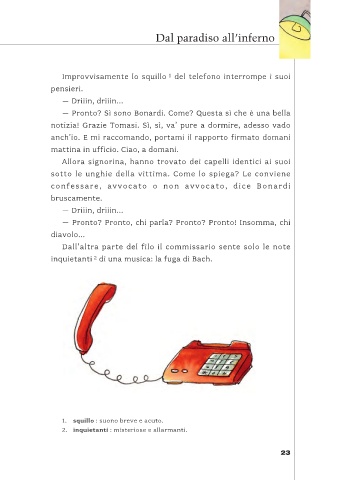 Dal paradiso all'inferno
Improvvisamente lo squillo 1 del telefono interrompe i suoi
pensieri.
— Driiin, driiin...
— Pronto? Sì sono Bonardi. Come? Questa sì che è una bella
notizia! Grazie Tomasi. Sì, sì, va' pure a dormire, adesso vado
anch'io. E mi raccomando, portami il rapporto firmato domani
mattina in ufficio. Ciao, a domani.
Allora signorina, hanno trovato dei capelli identici ai suoi
sotto le unghie della vittima. Come lo spiega? Le conviene
confessare, avvocato o non avvocato, dice Bonardi
bruscamente.
— Driiin, driiin...
— Pronto? Pronto, chi parla? Pronto? Pronto! Insomma, chi
diavolo...
Dall'altra parte del filo il commissario sente solo le note
inquietanti 2 di una musica: la fuga di Bach.
1. squillo : suono breve e acuto.
2. inquietanti : misteriose e allarmanti.
23